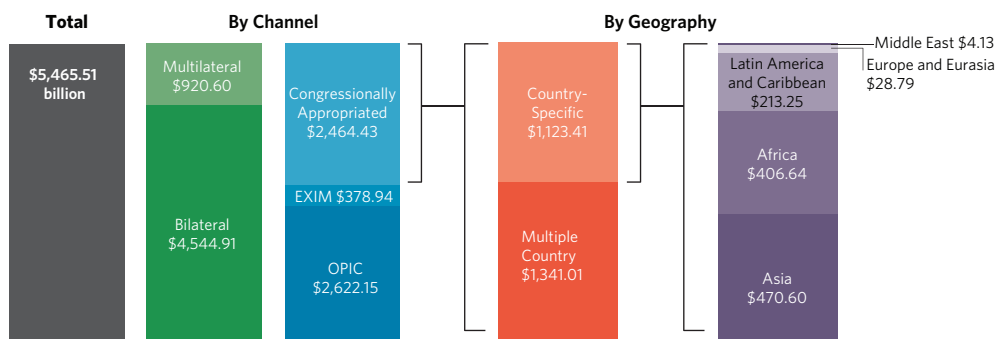 Total
By Channel
By Geography
$5,465.51
billion
Multilateral
$920.60
Bilateral
$4,544.91
Congressionally
Appropriated
$2,464.43
EXIM $378.94
OPIC
$2,622.15
Country-
Specific
$1,123.41
Multiple
Country
$1,341.01
Middle East $4.13
Europe and Eurasia
$28.79
Latin America
and Caribbean
$213.25
Africa
$406.64
Asia
$470.60